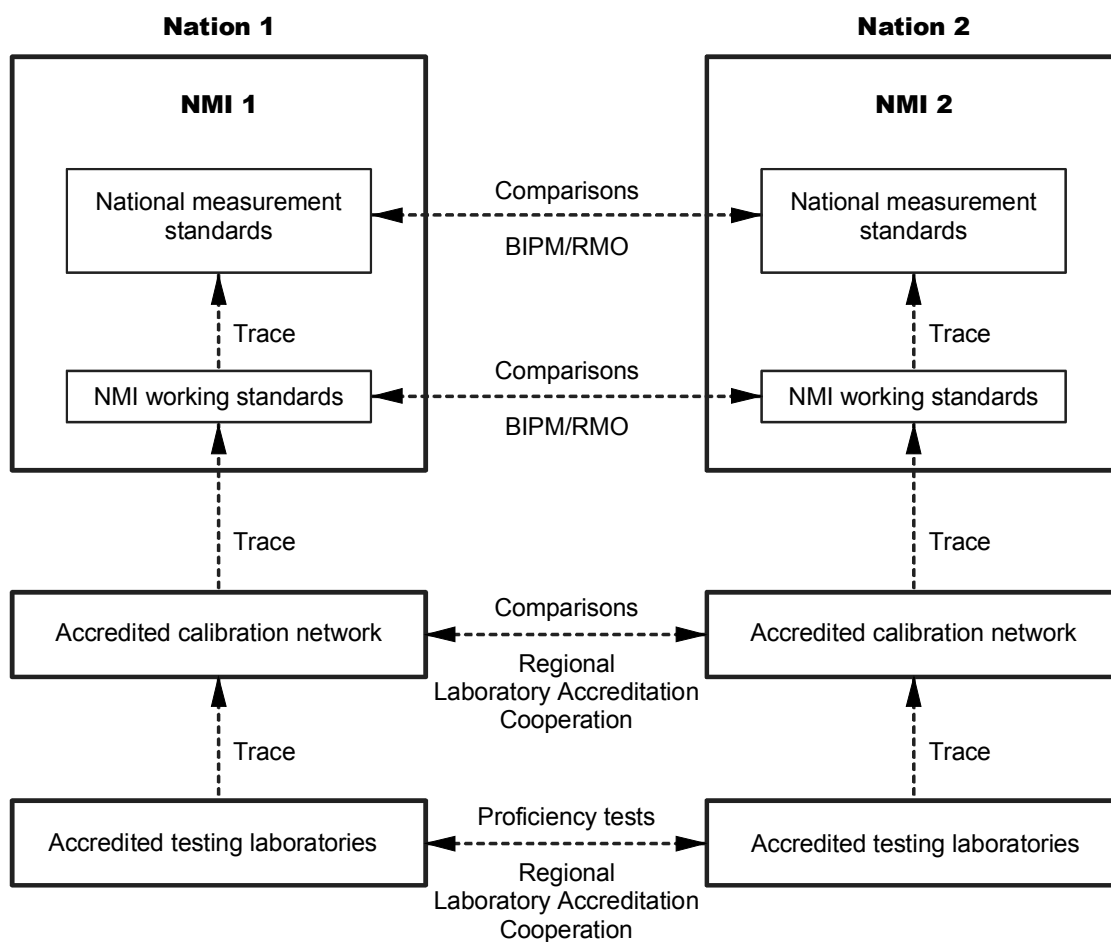 Nation 1
Nation 2
NMI 1
NMI 2
National measurement
standards
Comparisons
BIPM/RMO
National measurement
standards
Trace
Trace
NMI working standards
Comparisons
BIPM/RMO
NMI working standards
Trace
Trace
Accredited calibration network
Comparisons
Regional
Laboratory Accreditation
Cooperation
Accredited calibration network
Trace
Trace
Accredited testing laboratories
Proficiency tests
Regional
Laboratory Accreditation
Cooperation
Accredited testing laboratories